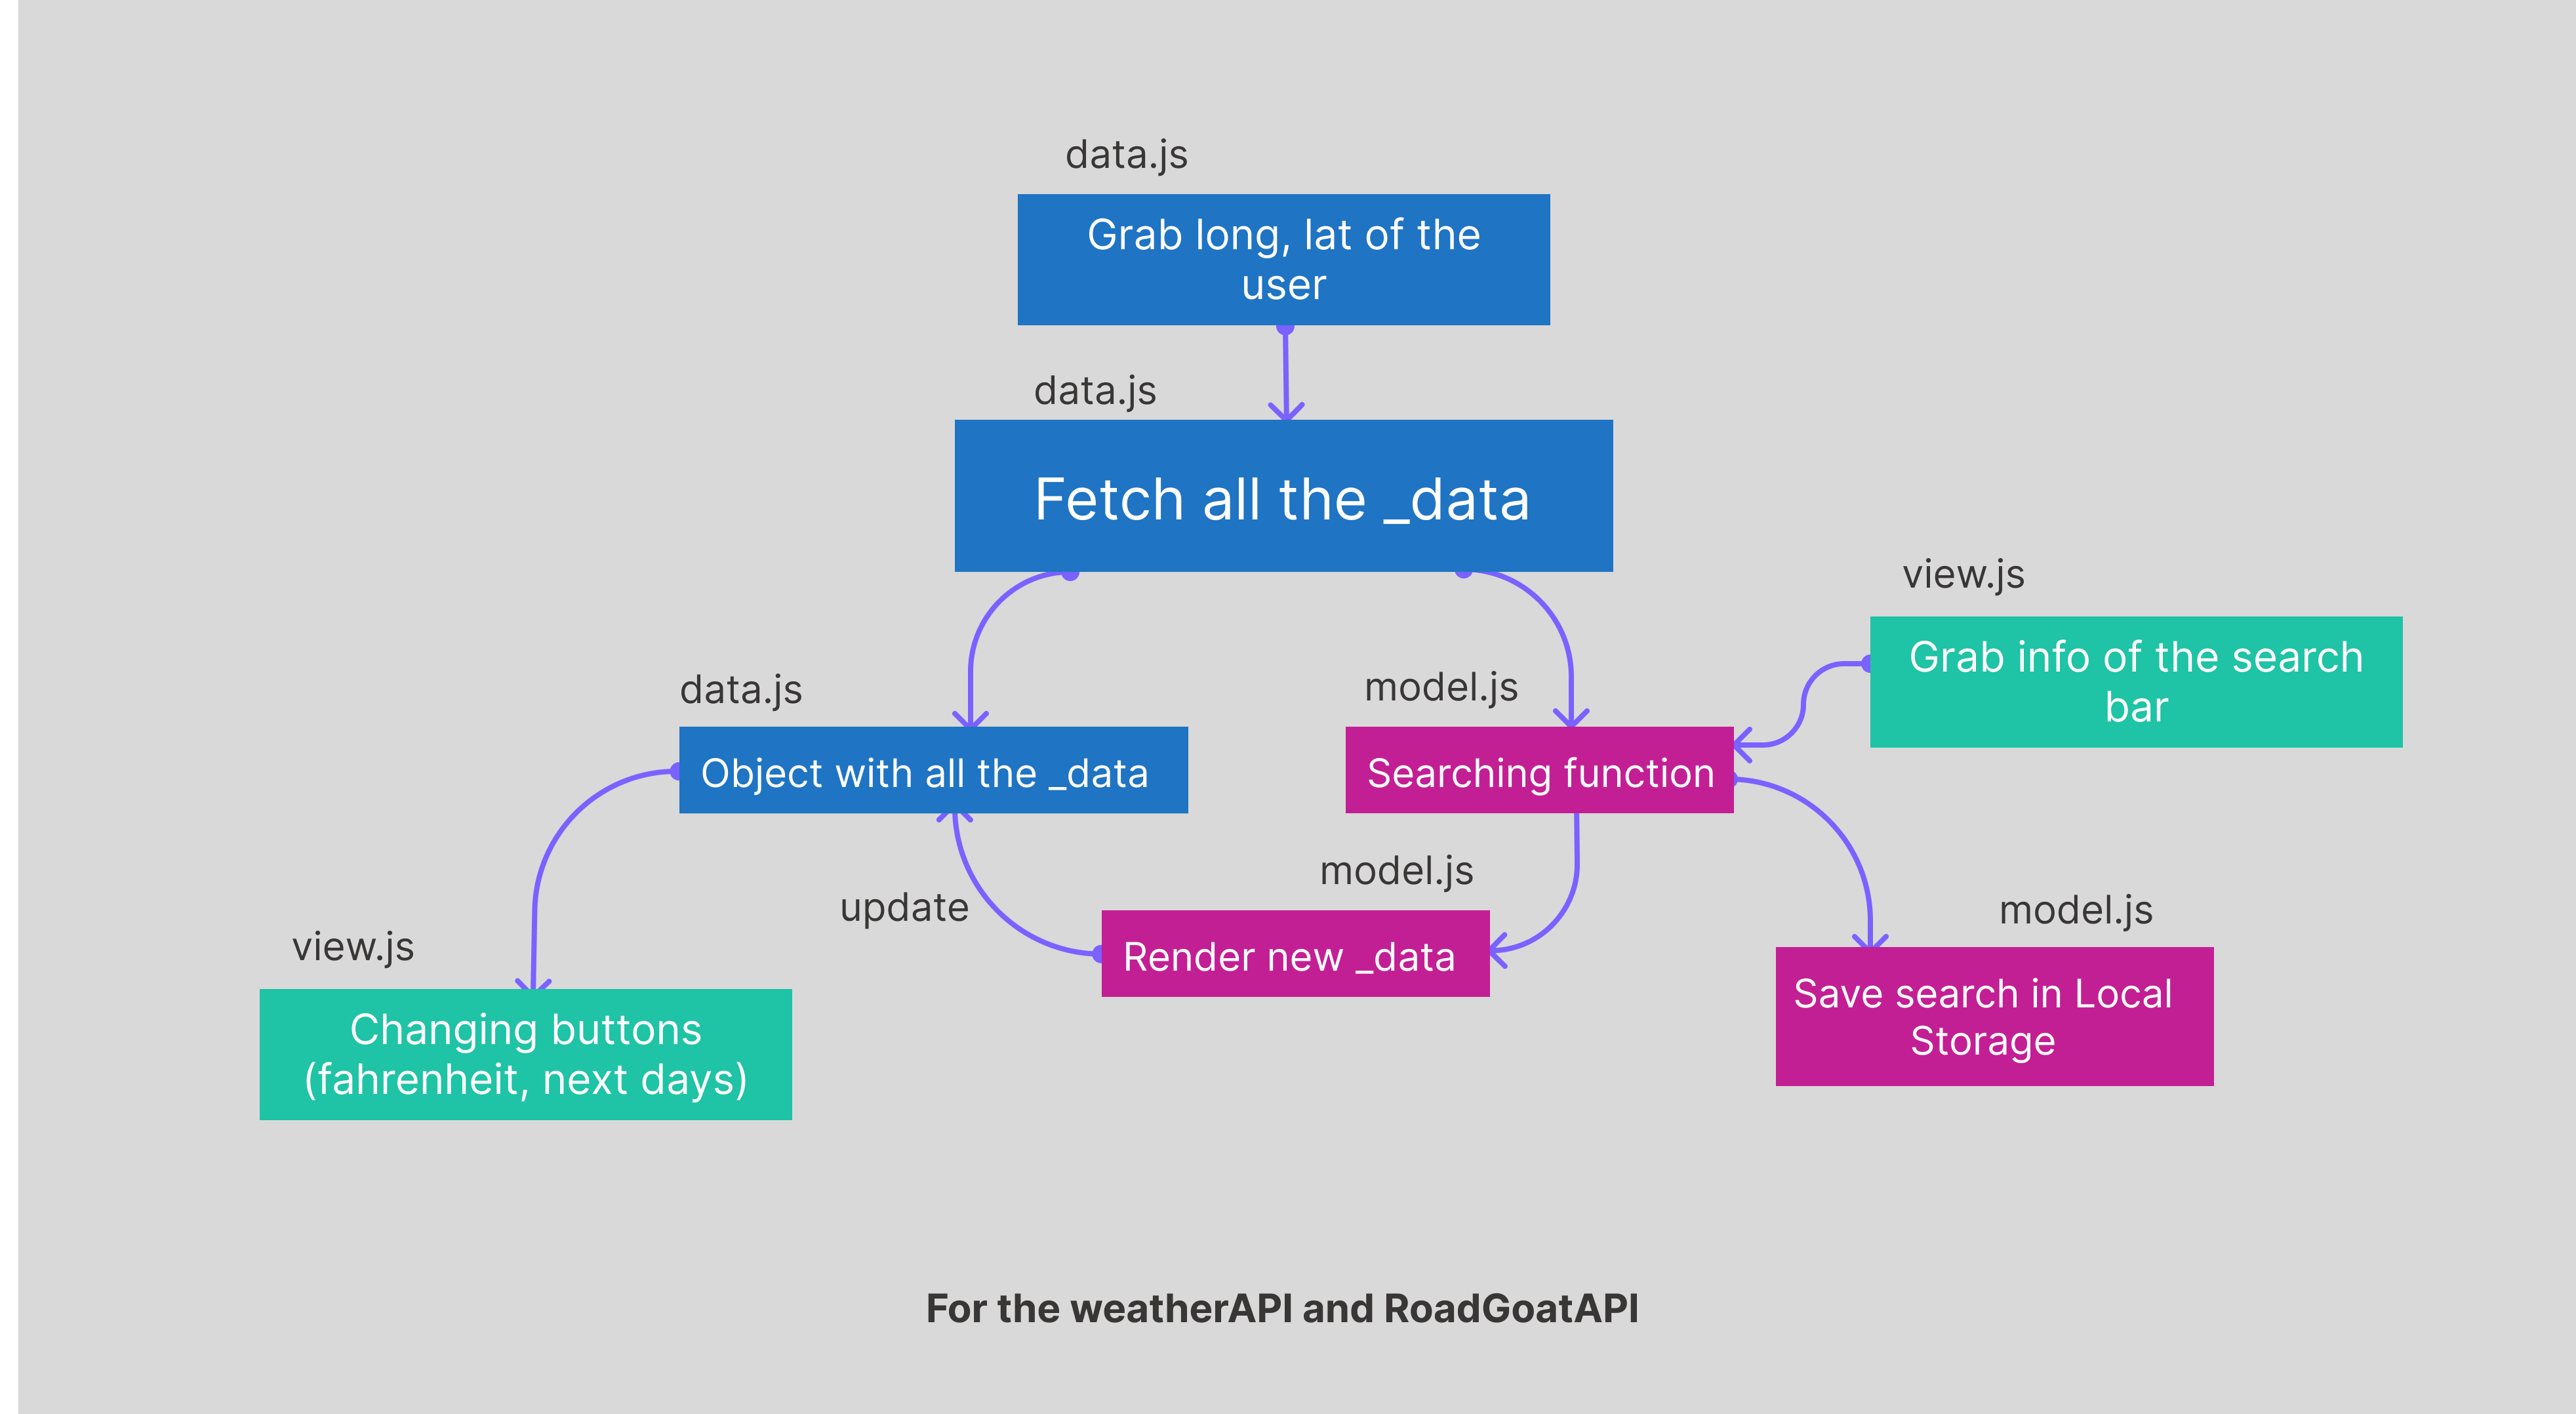 data.js
Grab long, lat of the
user
data.js
Fetch all the _data
view.js
Grab info of the search
bar
data.js
Object with all the _data
model.js
Searching function
update
model.js
Render new _data
view.js
Changing buttons
(fahrenheit, next days)
model.js
Save search in Local
Storage
For the weatherAPI and RoadGoatAPI